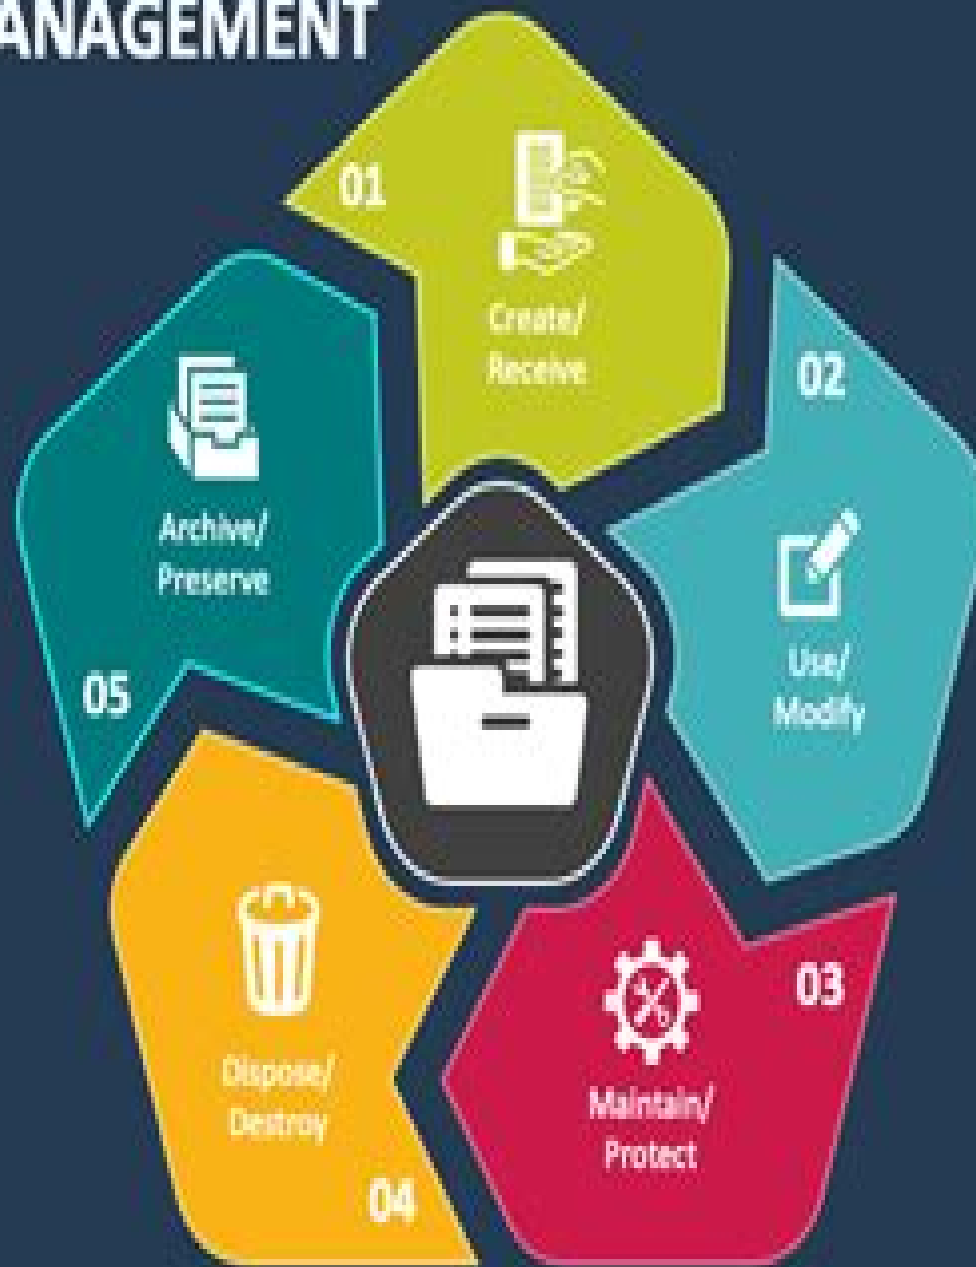 ANAGEMENT
01
Create/
Receive
02
Use/
Modify
03
Maintain/
Protect
04
Dispose/
Destroy
05
Archive/
Preserve